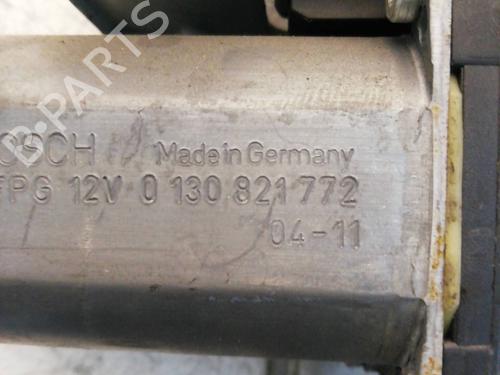 OSCH Made in Germany
FPG 12V 0 130 821 772
04-11
B-PARTS